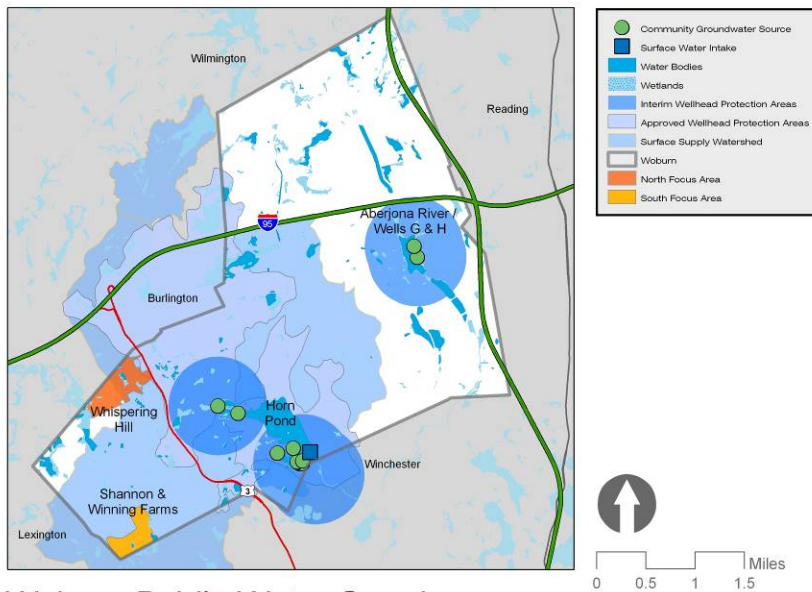 Wilmington
Reading
Aberjona River /
Wells G & H
95
Burlington
Horn
Pond
Whispering
Hill
Winchester
3
Shannon &
Winning Farms
Lexington
Community Groundwater Source
Surface Water Intake
Water Bodies
Wetlands
Interim Wellhead Protection Areas
Approved Wellhead Protection Areas
Surface Supply Watershed
Woburn
North Focus Area
South Focus Area
Miles
0 0.5 1 1.5